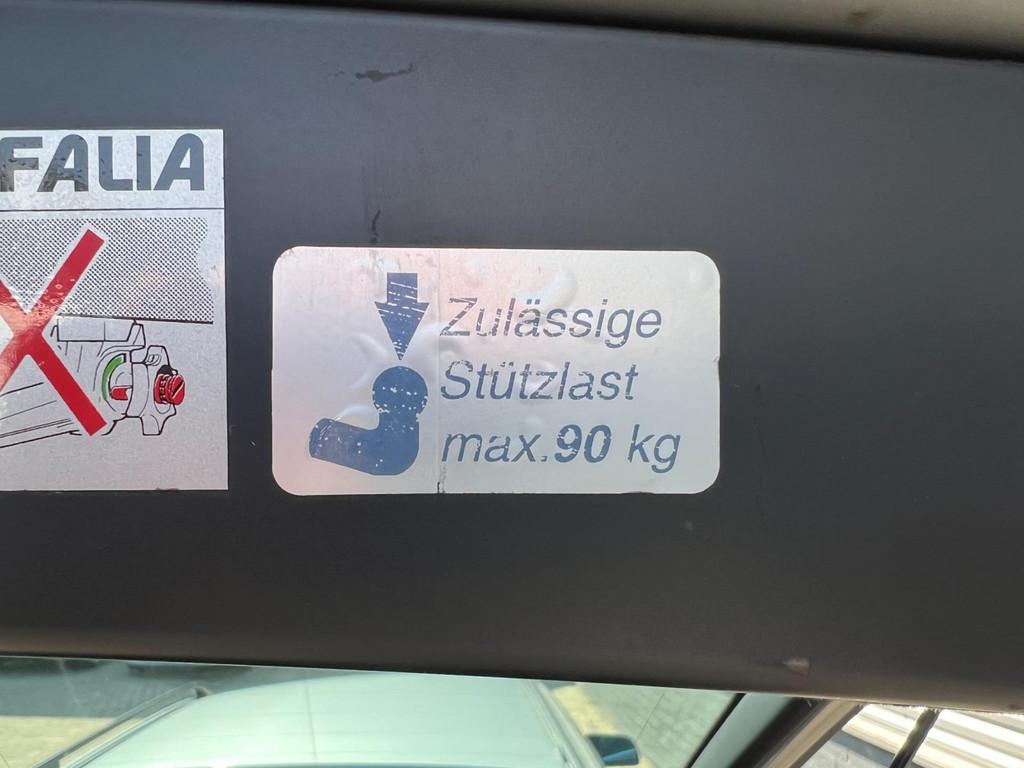 FALIA
Zulässige
Stützlast
max. 90 kg